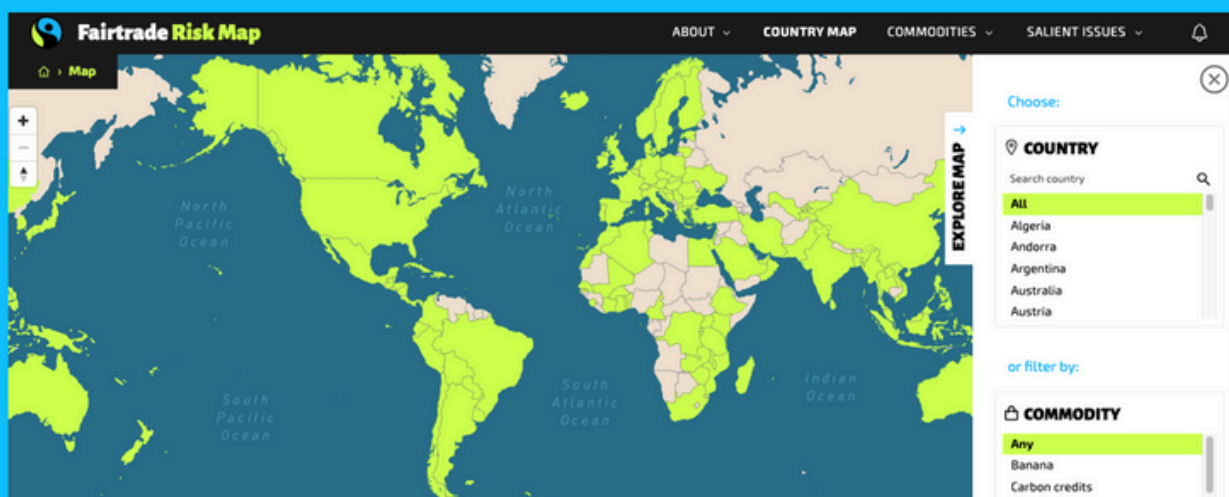 Fairtrade Risk Map
ABOUT
COUNTRY MAP
COMMODITIES
SALIENT ISSUES
› Map
Choose:
COUNTRY
Search country
All
Algeria
Andorra
Argentina
Australia
Austria
EXPLORE MAP
North
Pacific
Ocean
North
Atlantic
Ocean
South
Pacific
Ocean
South
Atlantic
Ocean
Indian
Ocean
or filter by:
COMMODITY
Any
Banana
Carbon credits